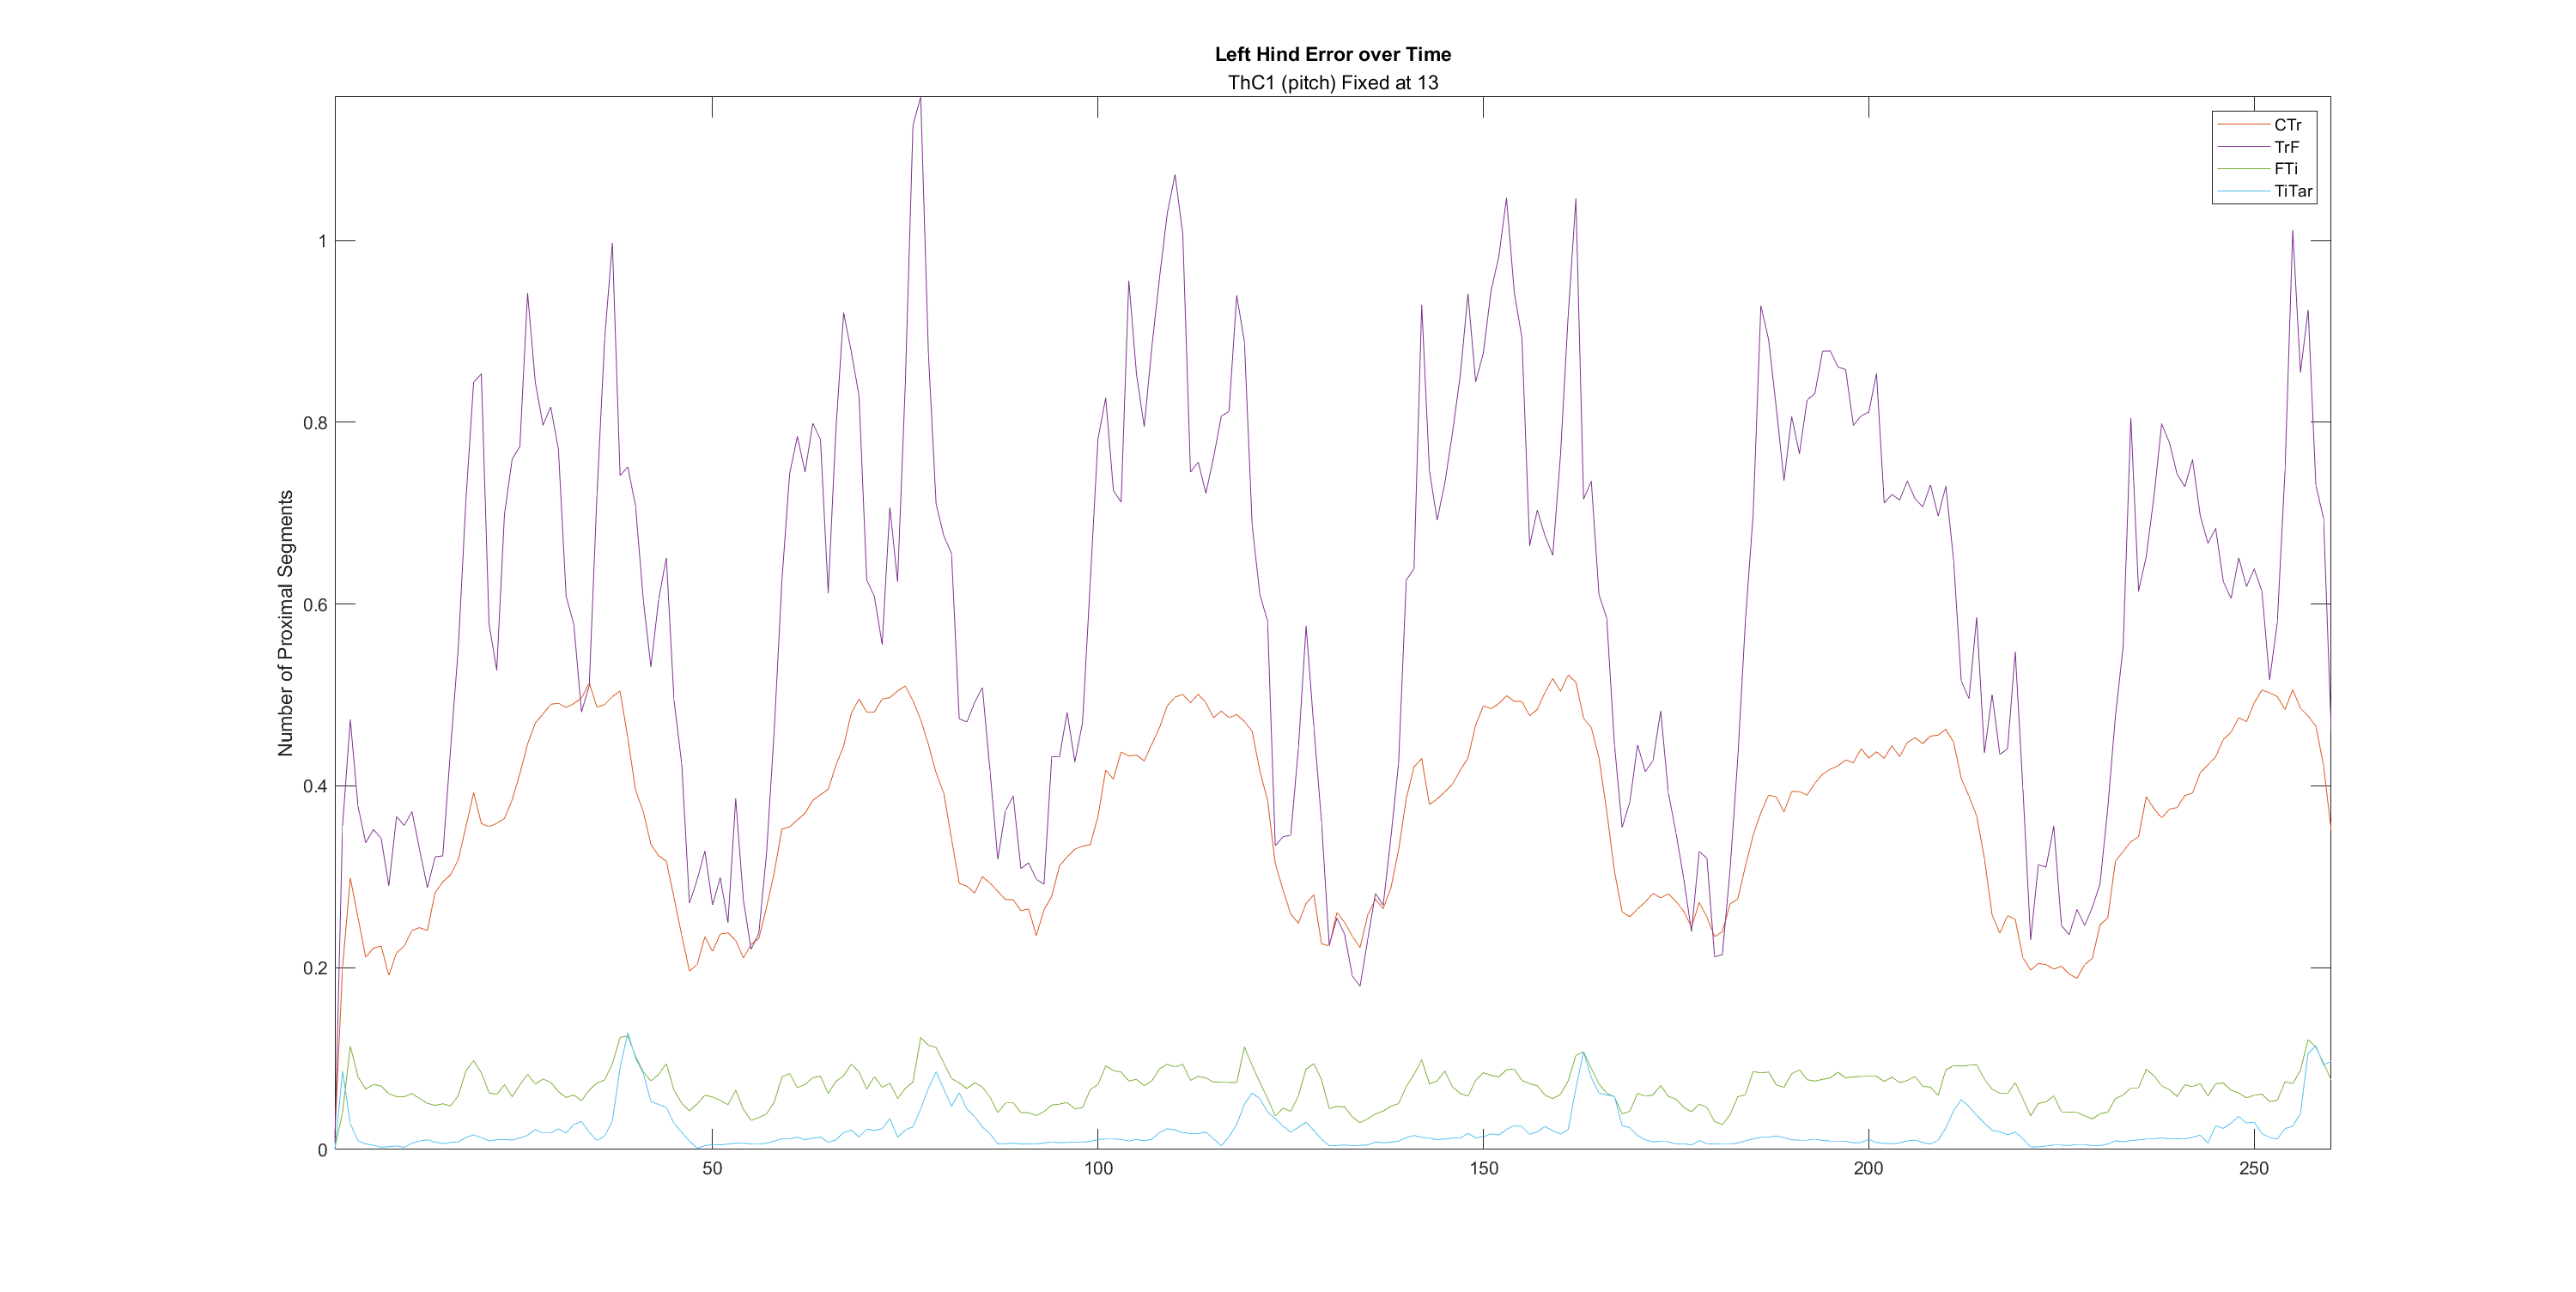 Left Hind Error over Time
ThC1 (pitch) Fixed at 13
CTr
TrF
FTi
TiTar
Number of Proximal Segments
1
0.8
0.6
0.4
0.2
0
50
100
150
200
250